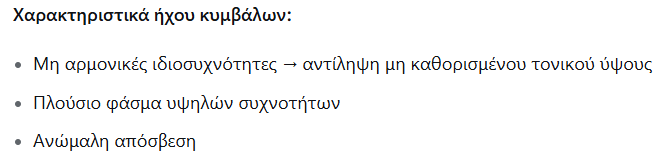 Χαρακτηριστικά ήχου κυμβάλων:
• Μη αρμονικές ιδιοσυχνότητες → αντίληψη μη καθορισμένου τονικού ύψους
• Πλούσιο φάσμα υψηλών συχνοτήτων
• Ανώμαλη απόσβεση